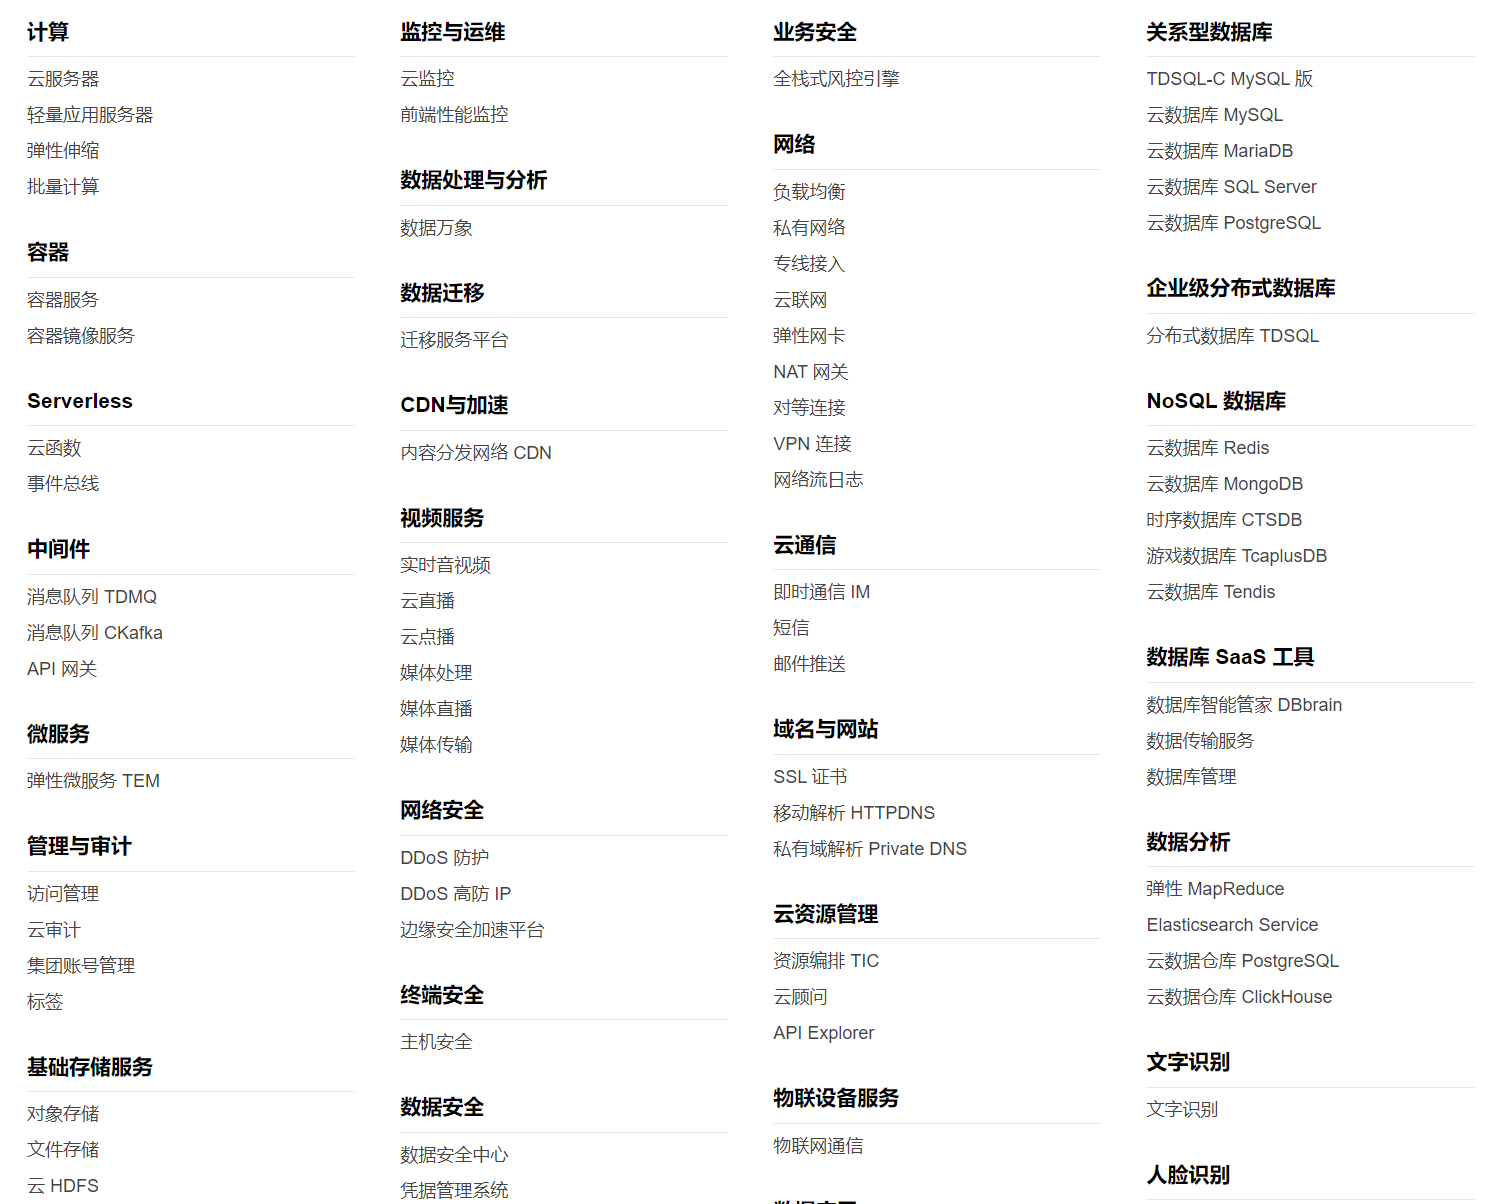 计算
云服务器
轻量应用服务器
弹性伸缩
批量计算
容器
容器服务
容器镜像服务
Serverless
云函数
事件总线
中间件
消息队列 TDMQ
消息队列 CKafka
API 网关
微服务
弹性微服务 TEM
管理与审计
访问管理
云审计
集团账号管理
标签
基础存储服务
对象存储
文件存储
云 HDFS
监控与运维
云监控
前端性能监控
数据处理与分析
数据万象
数据迁移
迁移服务平台
CDN与加速
内容分发网络 CDN
视频服务
实时音视频
云直播
云点播
媒体处理
媒体直播
媒体传输
网络安全
DDoS 防护
DDoS 高防 IP
边缘安全加速平台
终端安全
主机安全
数据安全
数据安全中心
凭据管理系统
业务安全
全栈式风控引擎
网络
负载均衡
私有网络
专线接入
云联网
弹性网卡
NAT 网关
对等连接
VPN 连接
网络流日志
云通信
即时通信 IM
短信
邮件推送
域名与网站
SSL 证书
移动解析 HTTPDNS
私有域解析 Private DNS
云资源管理
资源编排 TIC
云顾问
API Explorer
物联设备服务
物联网通信
关系型数据库
TDSQL-C MySQL 版
云数据库 MySQL
云数据库 MariaDB
云数据库 SQL Server
云数据库 PostgreSQL
企业级分布式数据库
分布式数据库 TDSQL
NoSQL 数据库
云数据库 Redis
云数据库 MongoDB
时序数据库 CTSDB
游戏数据库 TcaplusDB
云数据库 Tendis
数据库 SaaS 工具
数据库智能管家 DBbrain
数据传输服务
数据库管理
数据分析
弹性 MapReduce
Elasticsearch Service
云数据仓库 PostgreSQL
云数据仓库 ClickHouse
文字识别
文字识别
人脸识别